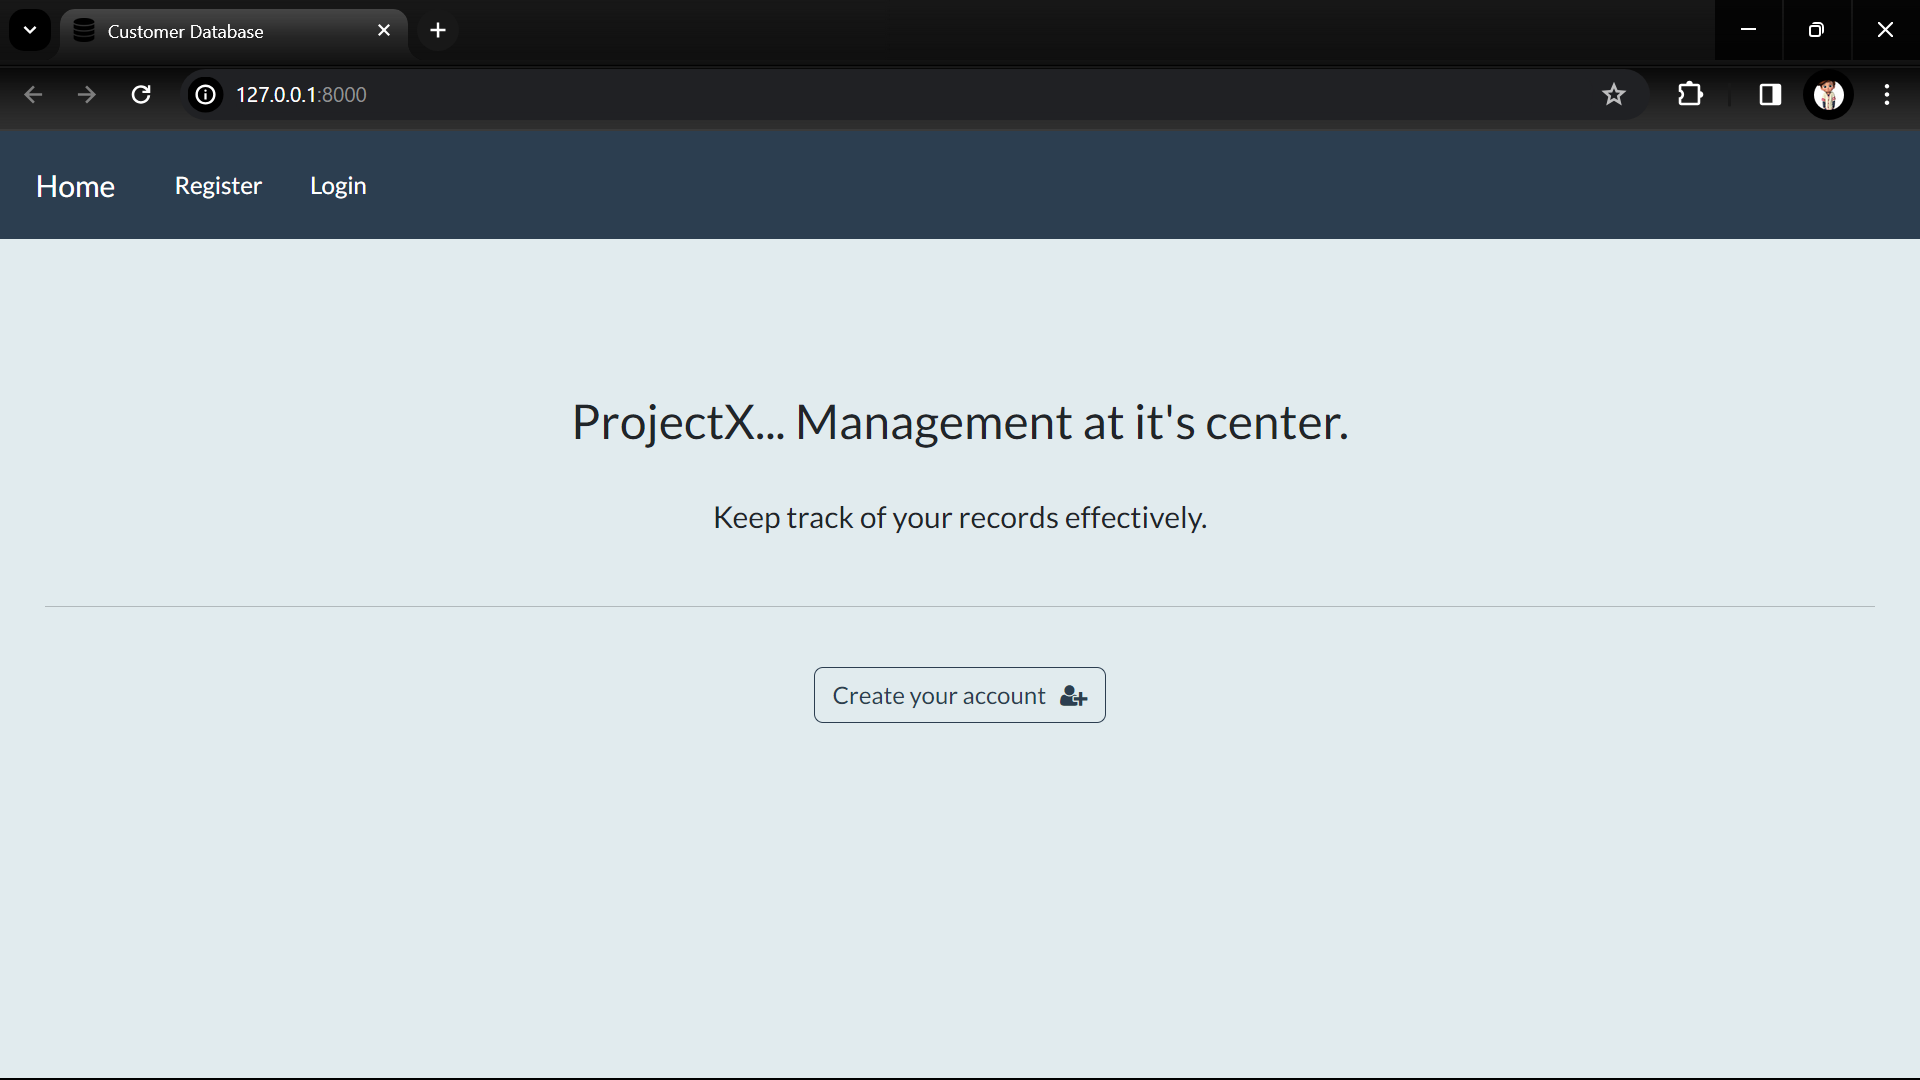 Customer Database
127.0.0.1:8000
Home Register Login
ProjectX... Management at it's center.
Keep track of your records effectively.
Create your account